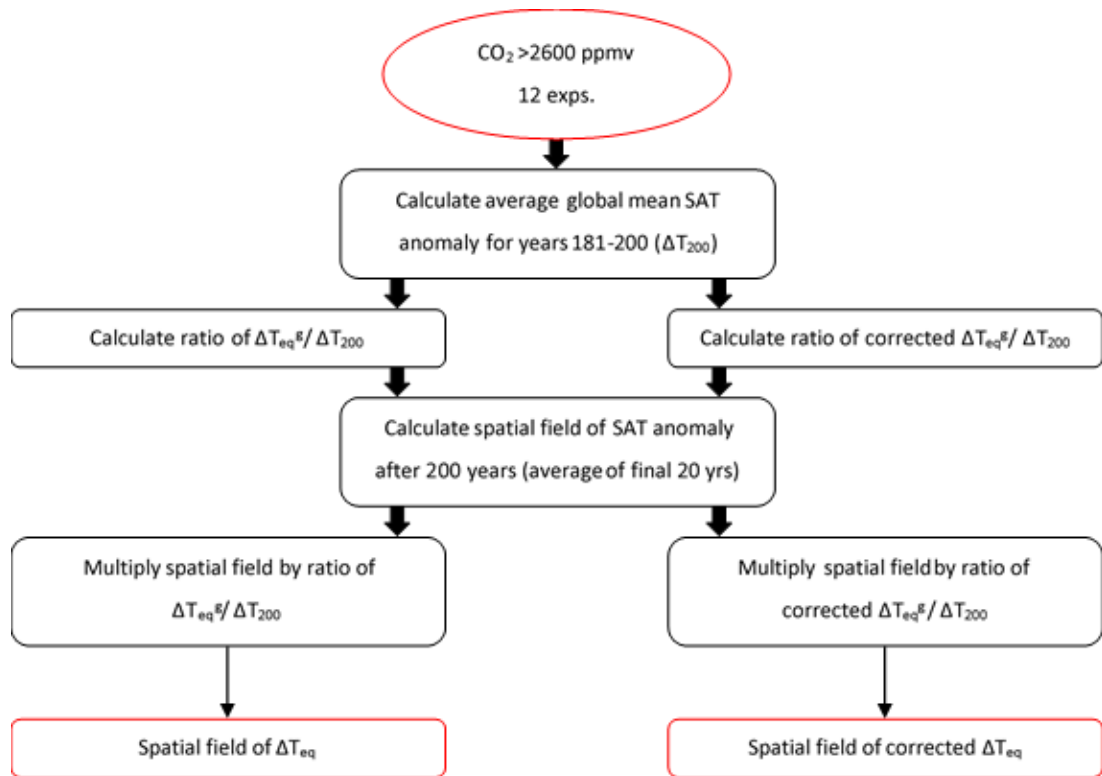 CO₂ >2600 ppmv
12 exps.
Calculate average global mean SAT
anomaly for years 181-200 (ΔT₂₀₀)
Calculate ratio of ΔTeqᵍ/ ΔT₂₀₀
Calculate ratio of corrected ΔTeqᵍ/ ΔT₂₀₀
Calculate spatial field of SAT anomaly
after 200 years (average of final 20 yrs)
Multiply spatial field by ratio of
ΔTeqᵍ/ ΔT₂₀₀
Multiply spatial field by ratio of
corrected ΔTeqᵍ/ ΔT₂₀₀
Spatial field of ΔTeq
Spatial field of corrected ΔTeq